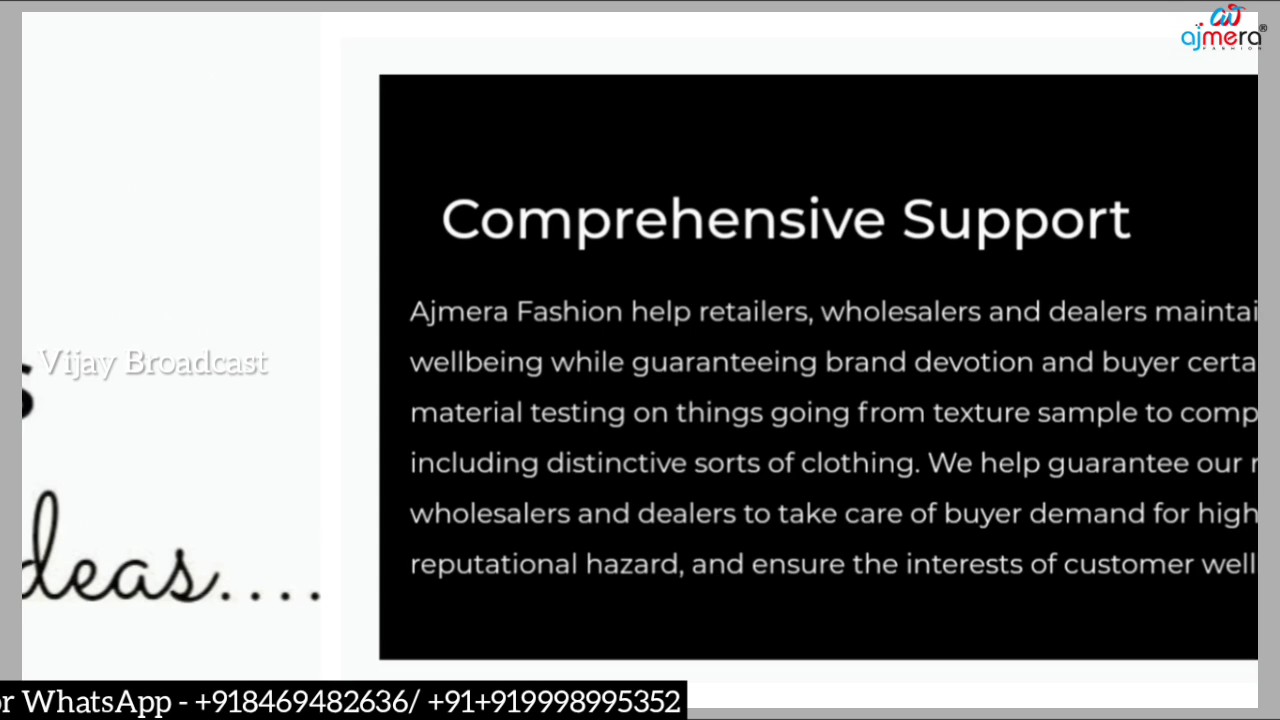 ajmera®
FASHION
Comprehensive Support
Ajmera Fashion help retailers, wholesalers and dealers maintai
wellbeing while guaranteeing brand devotion and buyer certa
material testing on things going from texture sample to comp
including distinctive sorts of clothing. We help guarantee our r
wholesalers and dealers to take care of buyer demand for high
reputational hazard, and ensure the interests of customer well
s
Vijay Broadcast
deas....
or WhatsApp - +918469482636/ +91+919998995352